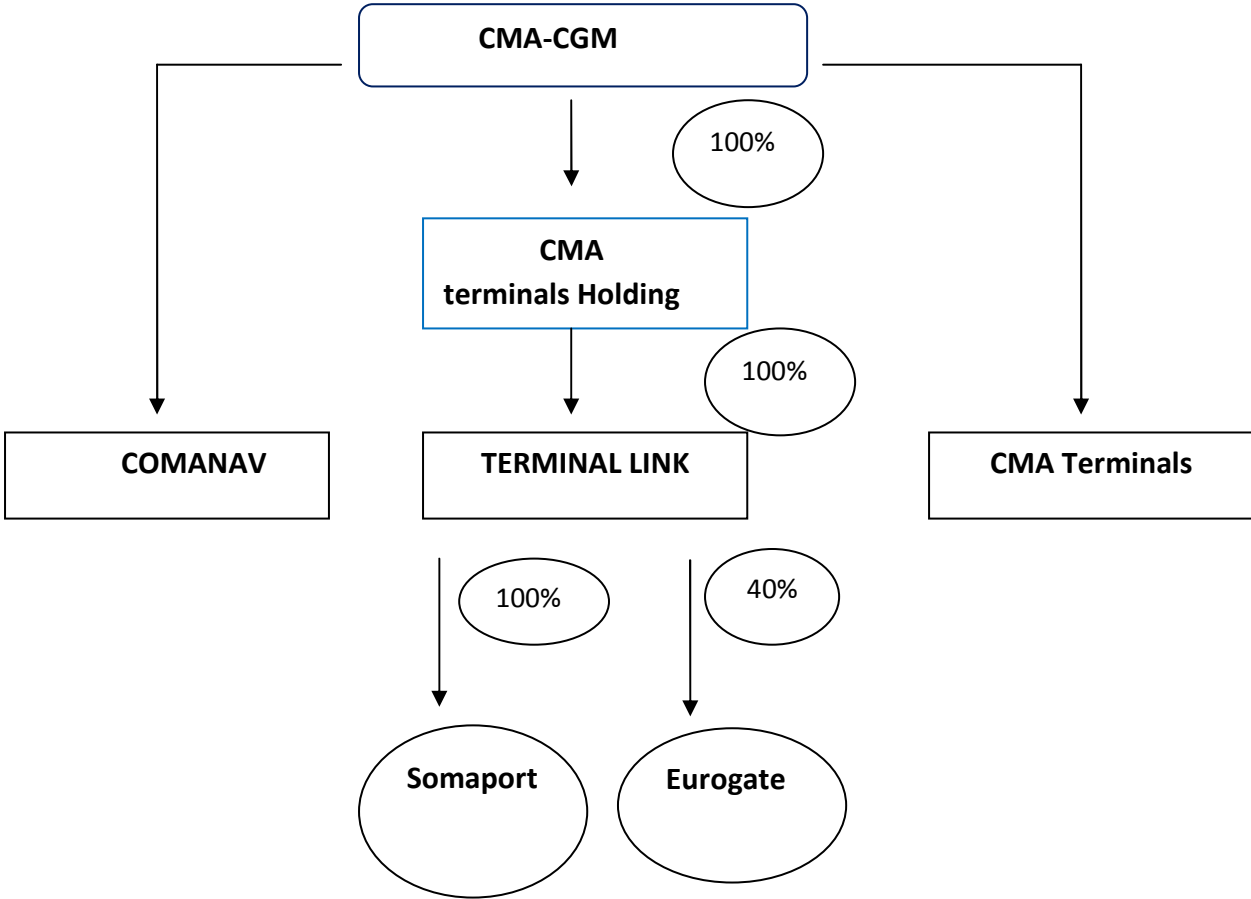 CMA-CGM
100%
CMA
terminals Holding
100%
COMANAV
TERMINAL LINK
CMA Terminals
100%
40%
Somaport
Eurogate